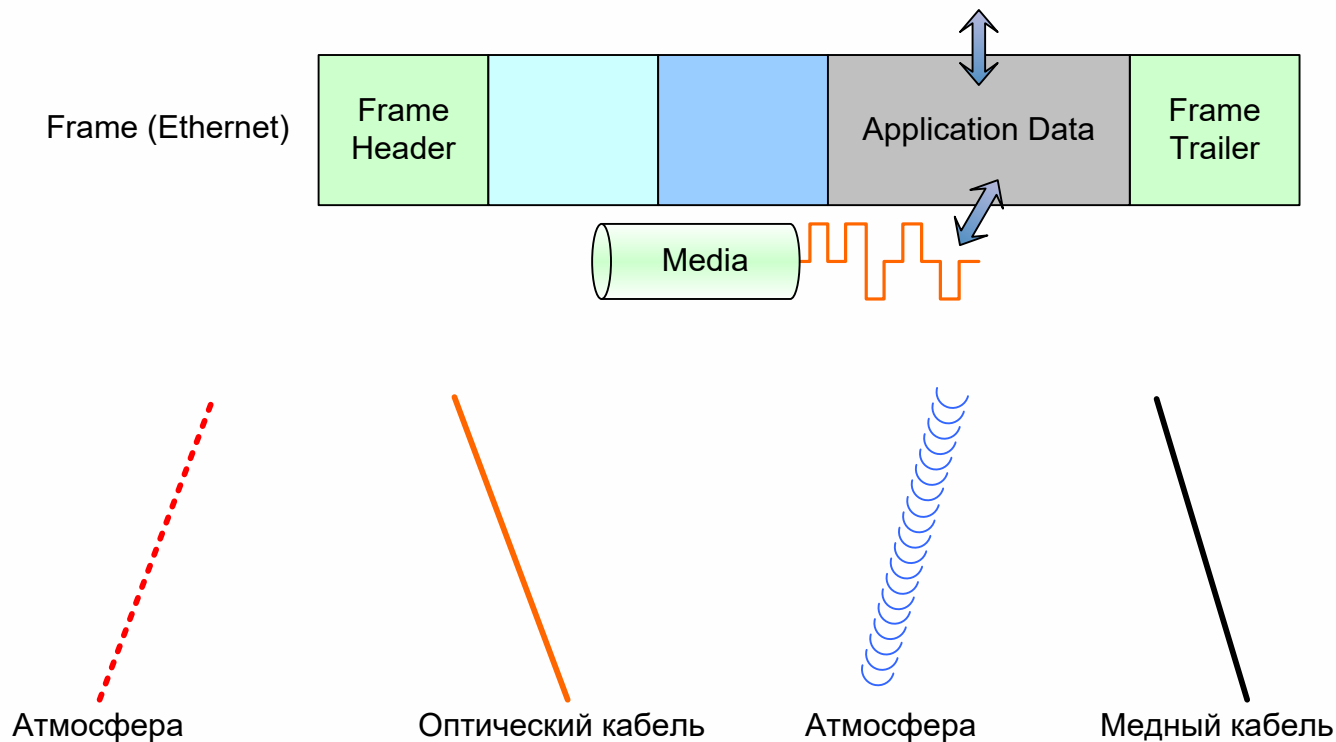 Frame (Ethernet)
Frame
Header
Application Data
Frame
Trailer
Media
Атмосфера
Оптический кабель
Атмосфера
Медный кабель